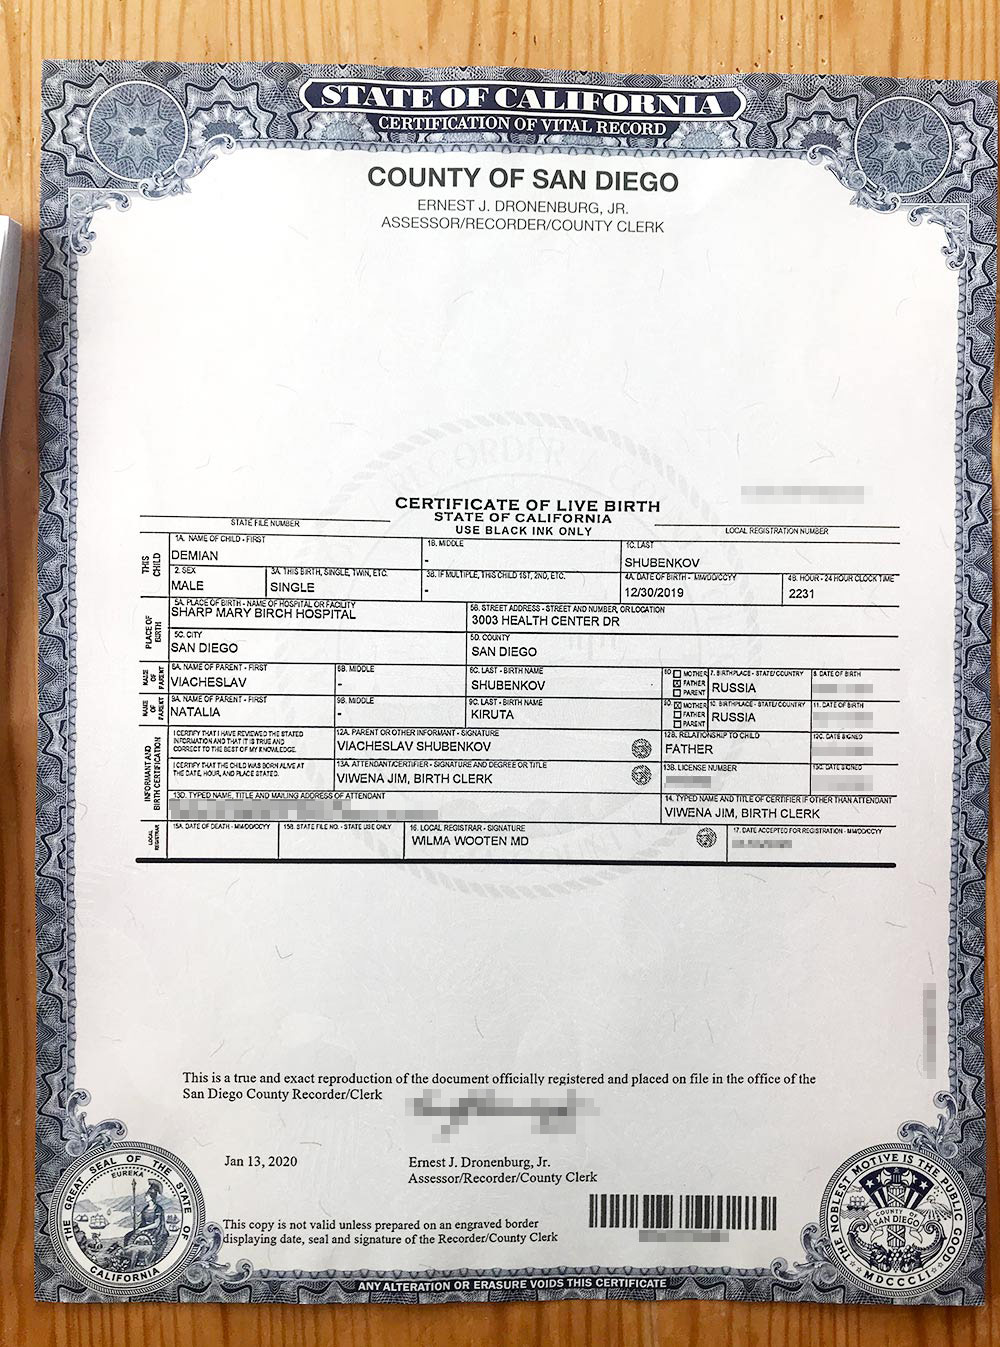 STATE OF CALIFORNIA
CERTIFICATION OF VITAL RECORD
COUNTY OF SAN DIEGO
ERNEST J. DRONENBURG, JR.
ASSESSOR/RECORDER/COUNTY CLERK
CERTIFICATE OF LIVE BIRTH
STATE OF CALIFORNIA
USE BLACK INK ONLY
STATE FILE NUMBER
LOCAL REGISTRATION NUMBER
THIS CHILD
1A. NAME OF CHILD - FIRST
DEMIAN
1B. MIDDLE
-
1C. LAST
SHUBENKOV
2. SEX
MALE
3A. THIS BIRTH, SINGLE, TWIN, ETC.
SINGLE
3B. IF MULTIPLE, THIS CHILD 1ST, 2ND, ETC.
-
4A. DATE OF BIRTH - MM/DD/CCYY
12/30/2019
4B. HOUR - 24 HOUR CLOCK TIME
2231
PLACE OF BIRTH
5A. PLACE OF BIRTH - NAME OF HOSPITAL OR FACILITY
SHARP MARY BIRCH HOSPITAL
5B. STREET ADDRESS - STREET AND NUMBER, OR LOCATION
3003 HEALTH CENTER DR
5C. CITY
SAN DIEGO
5D. COUNTY
SAN DIEGO
NAME OF PARENT
6A. NAME OF PARENT - FIRST
VIACHESLAV
6B. MIDDLE
-
6C. LAST - BIRTH NAME
SHUBENKOV
6D
MOTHER
FATHER
PARENT
7. BIRTHPLACE - STATE/COUNTRY
RUSSIA
8. DATE OF BIRTH
NAME OF PARENT
9A. NAME OF PARENT - FIRST
NATALIA
9B. MIDDLE
-
9C. LAST - BIRTH NAME
KIRUTA
9D
MOTHER
FATHER
PARENT
10. BIRTHPLACE - STATE/COUNTRY
RUSSIA
11. DATE OF BIRTH
INFORMANT AND BIRTH CERTIFICATION
I CERTIFY THAT I HAVE REVIEWED THE STATED
INFORMATION AND THAT IT IS TRUE AND
CORRECT TO THE BEST OF MY KNOWLEDGE.
12A. PARENT OR OTHER INFORMANT - SIGNATURE
VIACHESLAV SHUBENKOV
12B. RELATIONSHIP TO CHILD
FATHER
12C. DATE SIGNED
I CERTIFY THAT THE CHILD WAS BORN ALIVE AT
THE DATE, HOUR, AND PLACE STATED.
13A. ATTENDANT/CERTIFIER - SIGNATURE AND DEGREE OR TITLE
VIWENA JIM, BIRTH CLERK
13B. LICENSE NUMBER
13C. DATE SIGNED
13D. TYPED NAME, TITLE AND MAILING ADDRESS OF ATTENDANT
14. TYPED NAME AND TITLE OF CERTIFIER IF OTHER THAN ATTENDANT
VIWENA JIM, BIRTH CLERK
LOCAL REGISTRAR
15A. DATE OF DEATH - MM/DD/CCYY
15B. STATE FILE NO. - STATE USE ONLY
16. LOCAL REGISTRAR - SIGNATURE
WILMA WOOTEN MD
17. DATE ACCEPTED FOR REGISTRATION - MM/DD/CCYY
This is a true and exact reproduction of the document officially registered and placed on file in the office of the
San Diego County Recorder/Clerk
Jan 13, 2020
Ernest J. Dronenburg, Jr.
Assessor/Recorder/County Clerk
This copy is not valid unless prepared on an engraved border
displaying date, seal and signature of the Recorder/County Clerk
THE GREAT SEAL OF THE STATE OF CALIFORNIA
EUREKA
THE NOBLEST MOTIVE IS THE PUBLIC GOOD
COUNTY OF
SAN DIEGO
MDCCCLI
ANY ALTERATION OR ERASURE VOIDS THIS CERTIFICATE